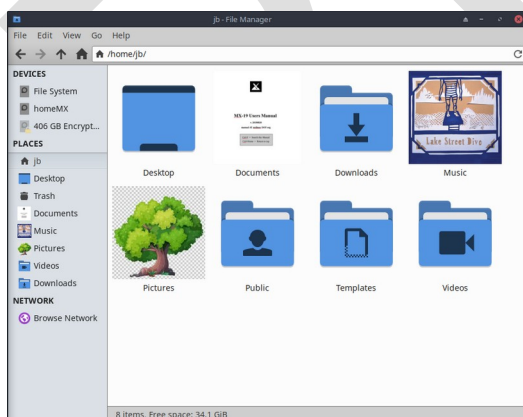 jb - File Manager
File Edit View Go Help
/home/jb/
DEVICES
File System
homeMX
406 GB Encrypt...
PLACES
jb
Desktop
Trash
Documents
Music
Pictures
Videos
Downloads
NETWORK
Browse Network
MX-19 Users Manual
Lake Street Dive
Desktop Documents Downloads Music
Pictures Public Templates Videos
8 items, Free space: 34.1 GiB